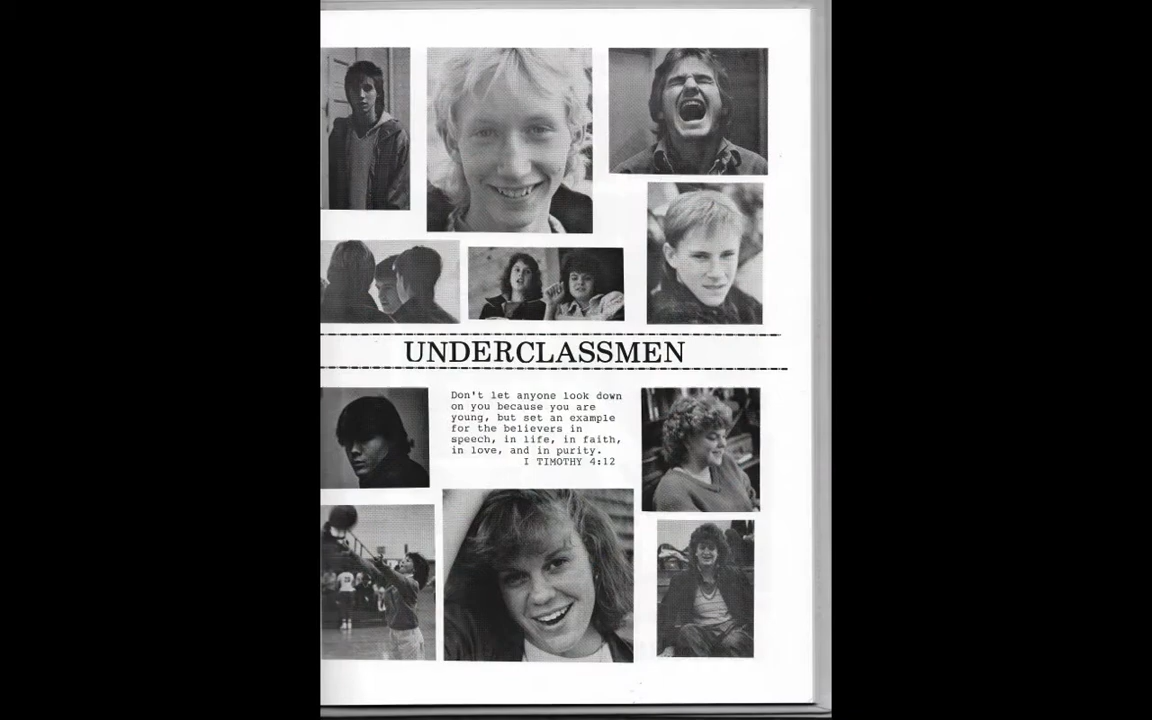 UNDERCLASSMEN
Don't let anyone look down
on you because you are
young, but set an example
for the believers in
speech, in life, in faith,
in love, and in purity.
I TIMOTHY 4:12